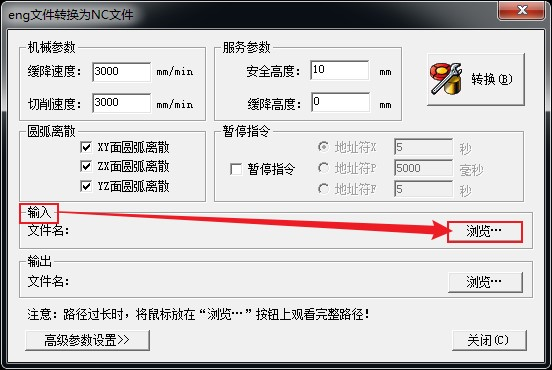 eng文件转换为NC文件
机械参数
缓降速度： 3000 mm/min
切削速度： 3000 mm/min
服务参数
安全高度： 10 mm
缓降高度： 0 mm
转换(B)
圆弧离散
XY面圆弧离散
ZX面圆弧离散
YZ面圆弧离散
暂停指令
暂停指令
地址符X 5 秒
地址符P 5000 毫秒
地址符F 5 秒
输入
文件名： 浏览…
输出
文件名： 浏览…
注意：路径过长时，将鼠标放在“浏览…”按钮上观看完整路径！
高级参数设置>> 关闭(C)